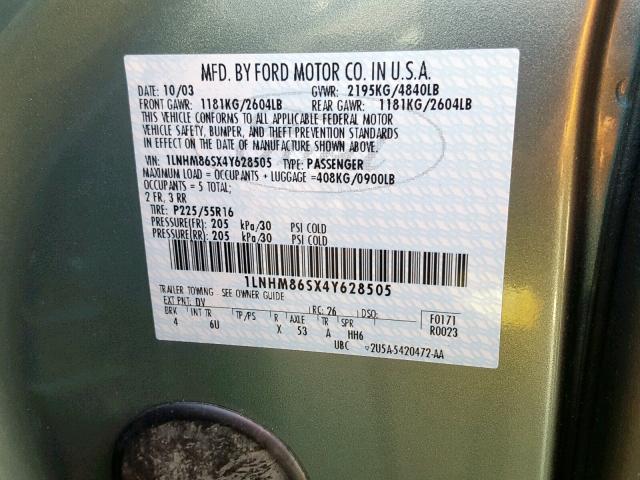 MFD. BY FORD MOTOR CO. IN U.S.A.
DATE: 10/03 GVWR: 2195KG/4840LB
FRONT GAWR: 1181KG/2604LB REAR GAWR: 1181KG/2604LB
THIS VEHICLE CONFORMS TO ALL APPLICABLE FEDERAL MOTOR
VEHICLE SAFETY, BUMPER, AND THEFT PREVENTION STANDARDS
IN EFFECT ON THE DATE OF MANUFACTURE SHOWN ABOVE.
VIN: 1LNHM86SX4Y628505 TYPE: PASSENGER
MAXIMUM LOAD = OCCUPANTS + LUGGAGE = 408KG/0900LB
OCCUPANTS = 5 TOTAL;
2 FR, 3 RR
TIRE: P225/55R16
PRESSURE(FR): 205 kPa/30 PSI COLD
PRESSURE(RR): 205 kPa/30 PSI COLD
1LNHM86SX4Y628505
TRAILER TOWING - SEE OWNER GUIDE
EXT PNT: DV RC: 26 DSO: F0171
BRK INT TR TP/PS R AXLE TR SPR R0023
4 6U X 53 A HH6
UBC 2U5A-5420472-AA